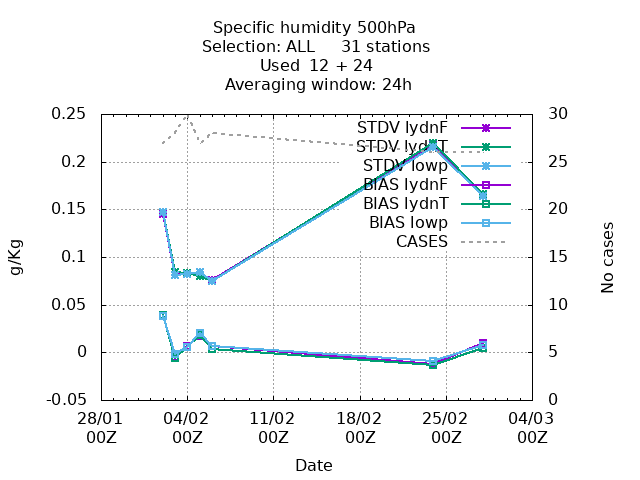 Specific humidity 500hPa
Selection: ALL     31 stations
Used  12 + 24
Averaging window: 24h
0.25
0.2
0.15
0.1
0.05
0
-0.05
g/Kg
STDV lydnF
STDV lydnT
STDV lowp
BIAS lydnF
BIAS lydnT
BIAS lowp
CASES
30
25
20
15
10
5
0
No cases
28/01 04/02 11/02 18/02 25/02 04/03
00Z 00Z 00Z 00Z 00Z 00Z
Date